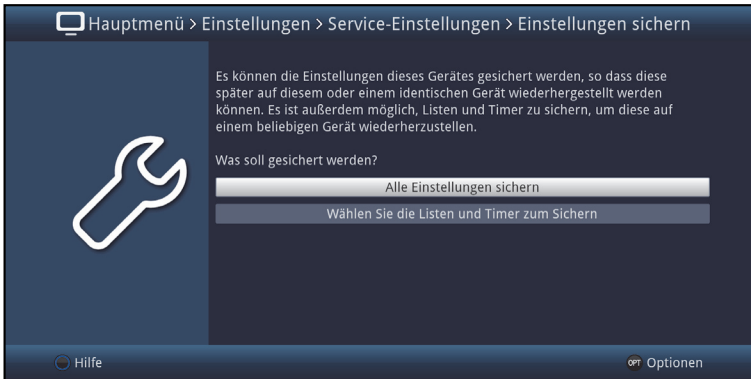 Hauptmenü > Einstellungen > Service-Einstellungen > Einstellungen sichern
Es können die Einstellungen dieses Gerätes gesichert werden, so dass diese
später auf diesem oder einem identischen Gerät wiederhergestellt werden
können. Es ist außerdem möglich, Listen und Timer zu sichern, um diese auf
einem beliebigen Gerät wiederherzustellen.
Was soll gesichert werden?
Alle Einstellungen sichern
Wählen Sie die Listen und Timer zum Sichern
Hilfe
OPT Optionen